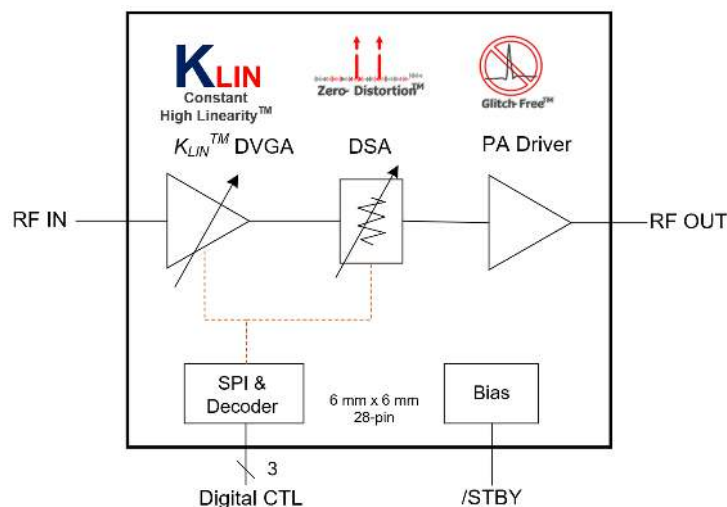 KLIN
Constant
High Linearity™
Zero- Distortion™
Glitch-Free™
KLIN™ DVGA
DSA
PA Driver
RF IN
RF OUT
SPI &
Decoder
6 mm x 6 mm
28-pin
Bias
3
Digital CTL
/STBY